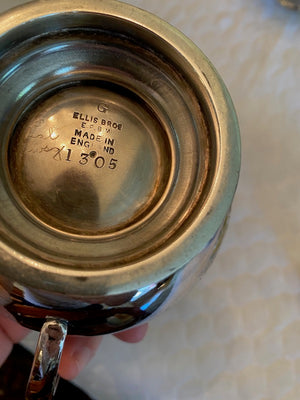 G
ELLIS BROS
E.P.B.M
MADE IN
ENGLAND
1305